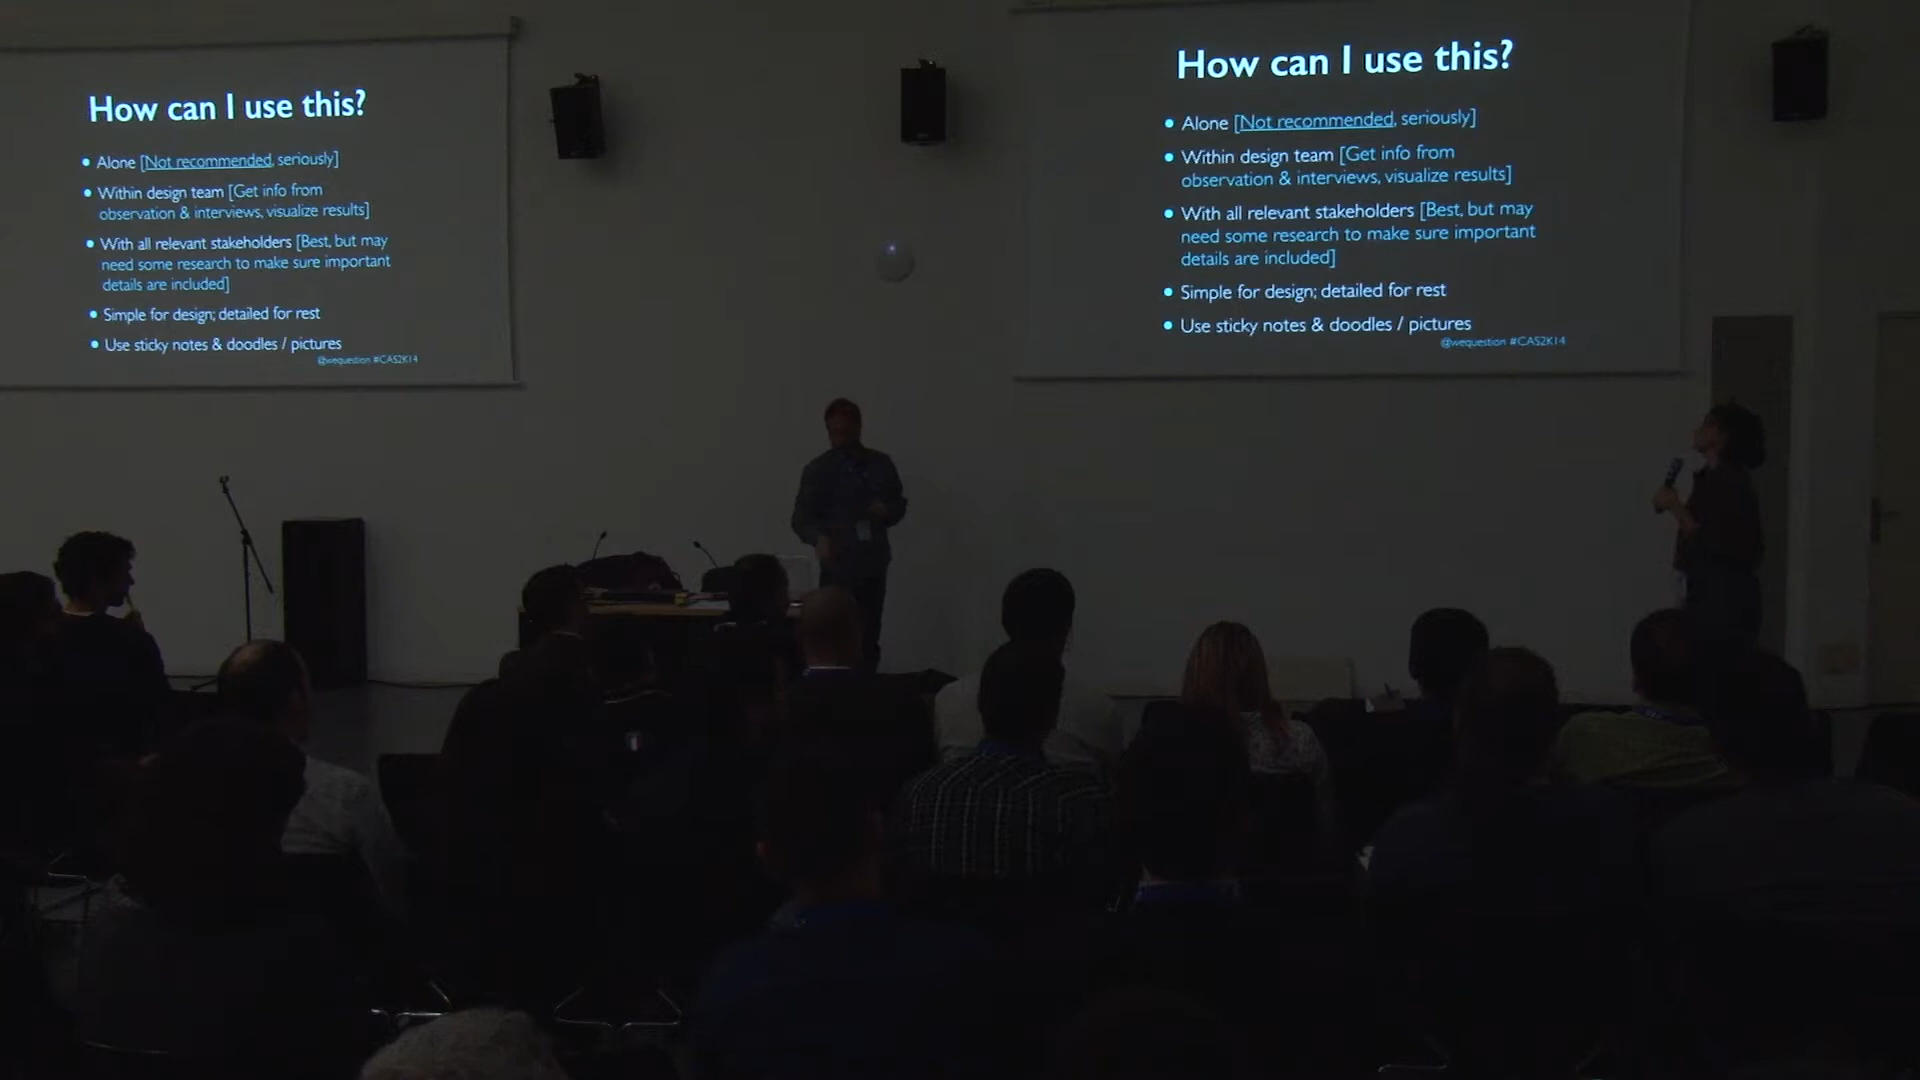 How can I use this?
• Alone [Not recommended, seriously]
• Within design team [Get info from
observation & interviews, visualize results]
• With all relevant stakeholders [Best, but may
need some research to make sure important
details are included]
• Simple for design; detailed for rest
• Use sticky notes & doodles / pictures
@wequestion #CAS2K14
How can I use this?
• Alone [Not recommended, seriously]
• Within design team [Get info from
observation & interviews, visualize results]
• With all relevant stakeholders [Best, but may
need some research to make sure important
details are included]
• Simple for design; detailed for rest
• Use sticky notes & doodles / pictures
@wequestion #CAS2K14